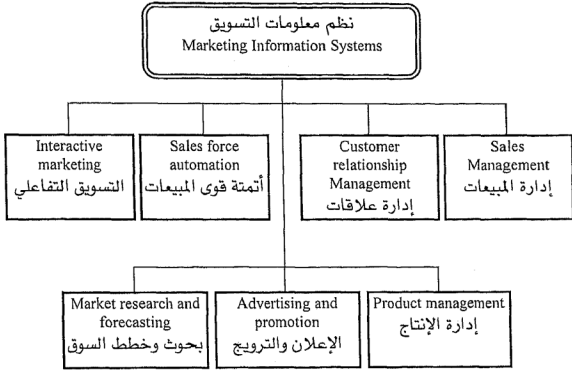 نظم معلومات التسويق
Marketing Information Systems
Interactive
marketing
التسويق التفاعلي
Sales force
automation
أتمتة قوى المبيعات
Customer
relationship
Management
إدارة علاقات
Sales
Management
إدارة المبيعات
Market research and
forecasting
بحوث وخطط السوق
Advertising and
promotion
الإعلان والترويج
Product management
إدارة الإنتاج